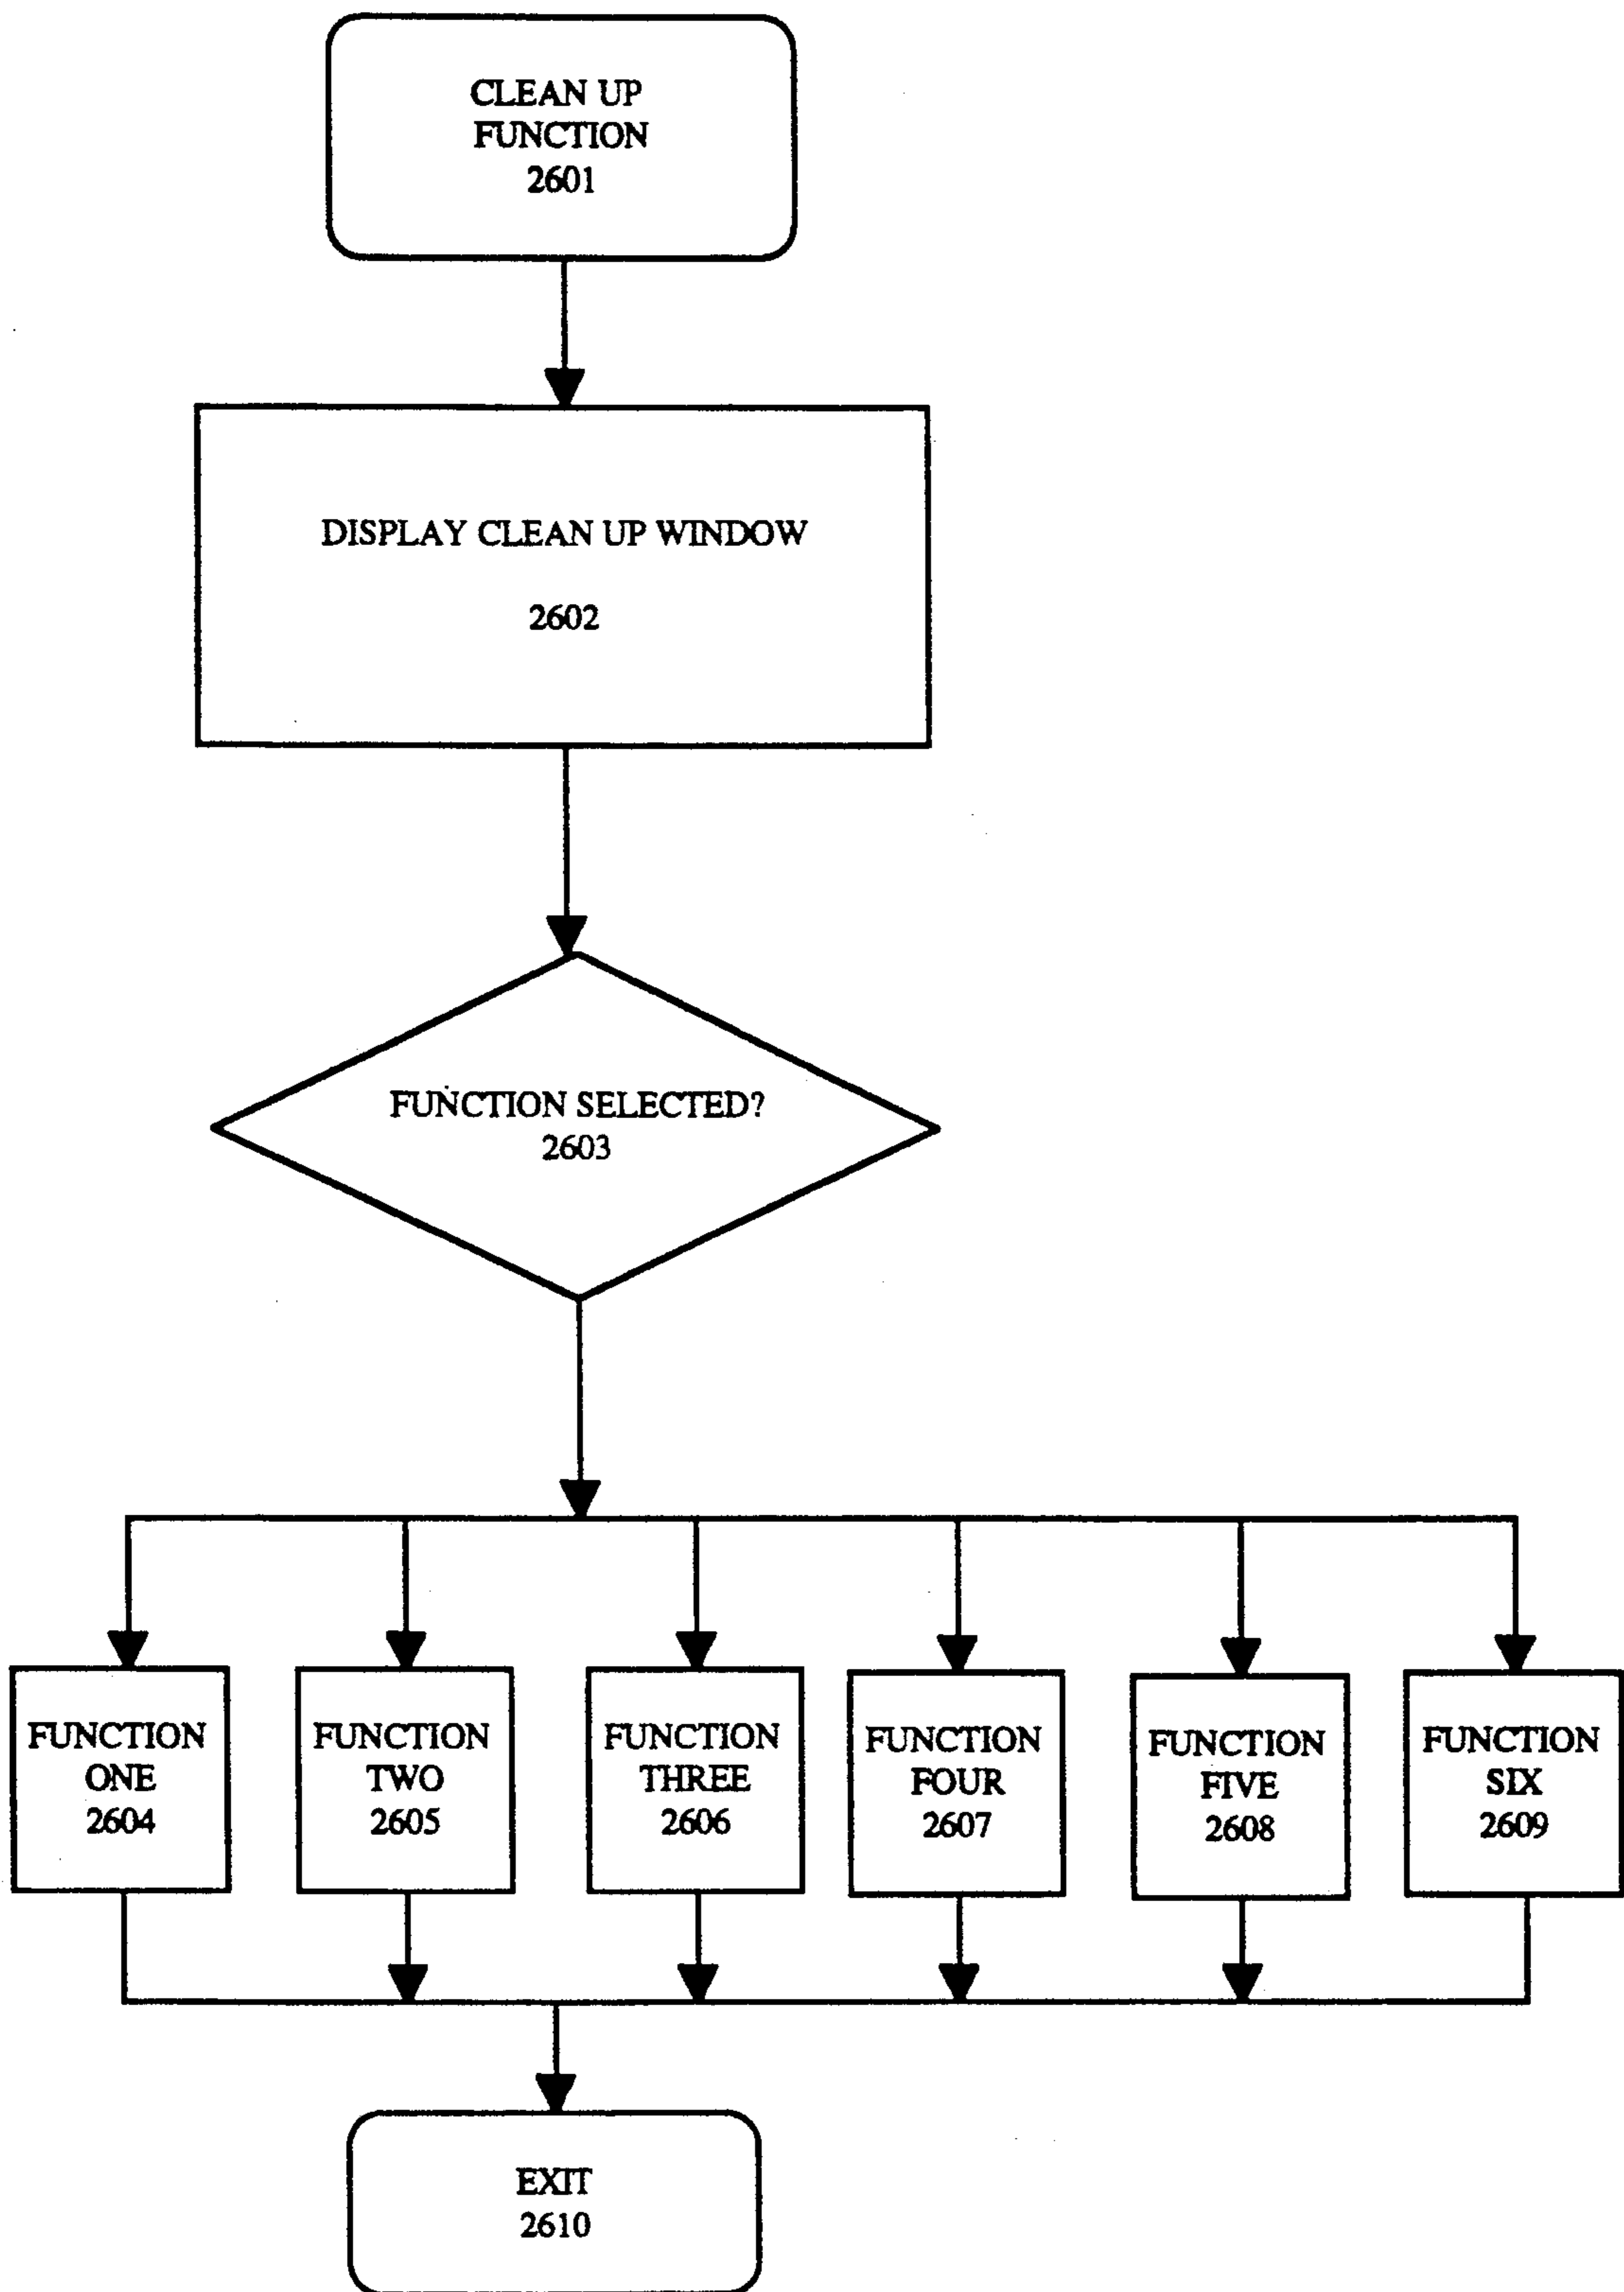 CLEAN UP
FUNCTION
2601
DISPLAY CLEAN UP WINDOW
2602
FUNCTION SELECTED?
2603
FUNCTION
ONE
2604
FUNCTION
TWO
2605
FUNCTION
THREE
2606
FUNCTION
FOUR
2607
FUNCTION
FIVE
2608
FUNCTION
SIX
2609
EXIT
2610